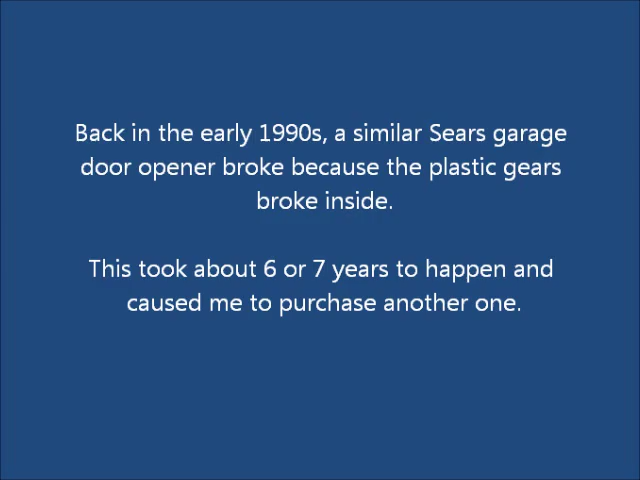 Back in the early 1990s, a similar Sears garage
door opener broke because the plastic gears
broke inside.
This took about 6 or 7 years to happen and
caused me to purchase another one.